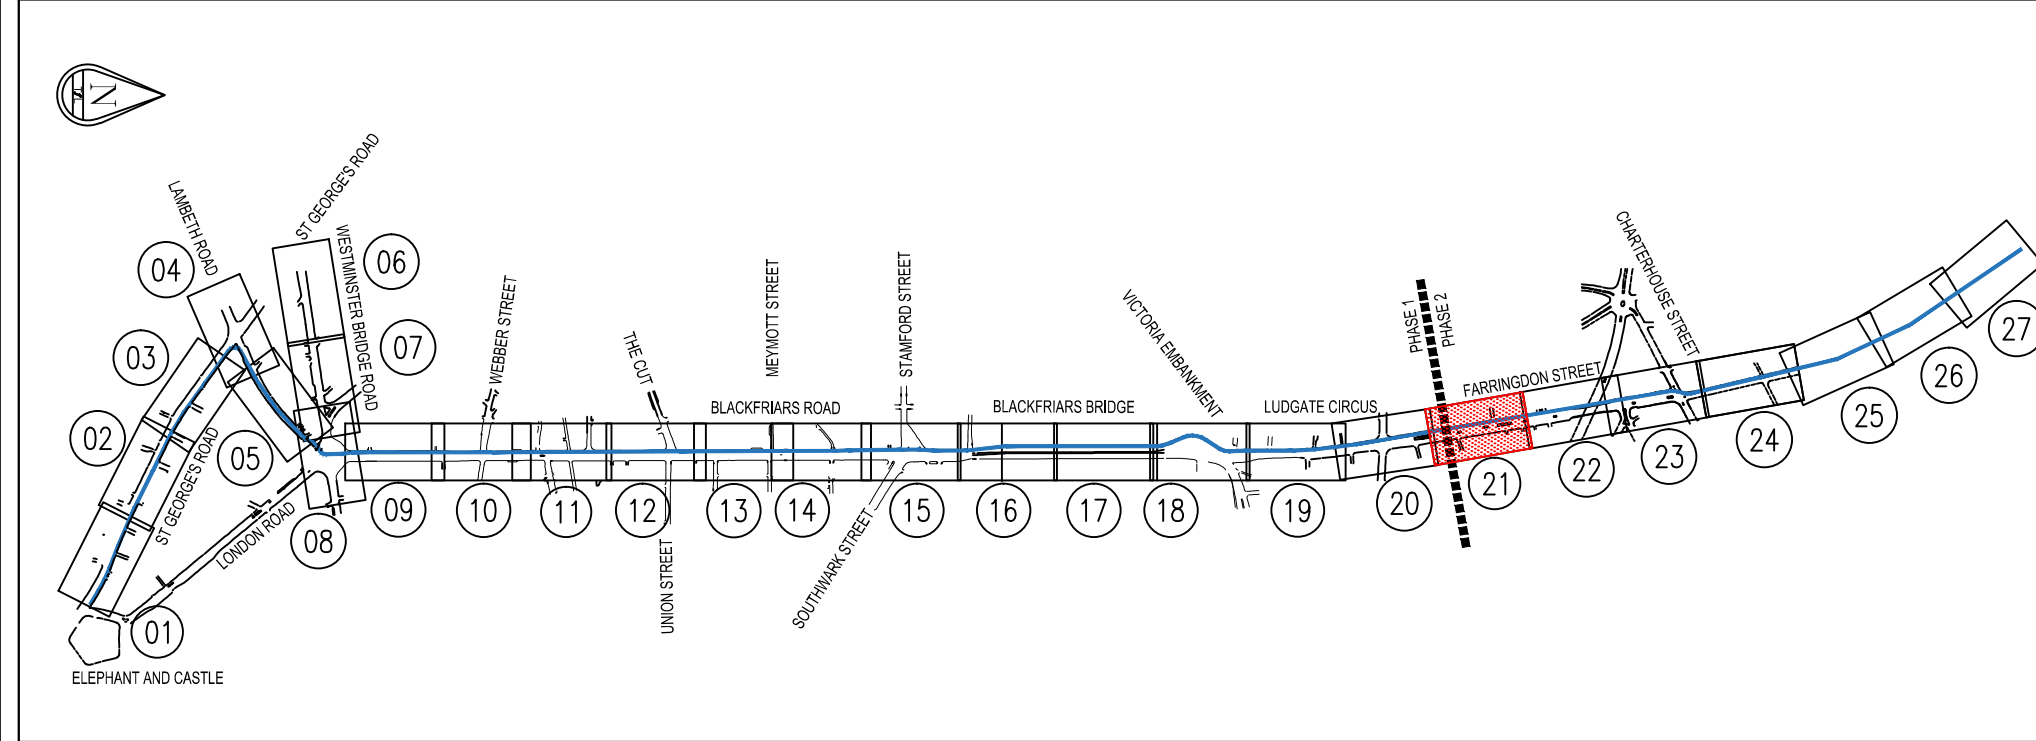 N
ST GEORGE'S ROAD
LAMBETH ROAD
WESTMINSTER BRIDGE ROAD
04
06
03
07
02
05
ST GEORGE'S ROAD
LONDON ROAD
08
01
ELEPHANT AND CASTLE
WEBBER STREET
THE CUT
MEYMOTT STREET
STAMFORD STREET
VICTORIA EMBANKMENT
BLACKFRIARS ROAD
BLACKFRIARS BRIDGE
LUDGATE CIRCUS
PHASE 1
PHASE 2
FARRINGDON STREET
CHARTERHOUSE STREET
09
10
11
12
13
14
15
16
17
18
19
20
21
22
23
24
25
26
27
UNION STREET
SOUTHWARK STREET